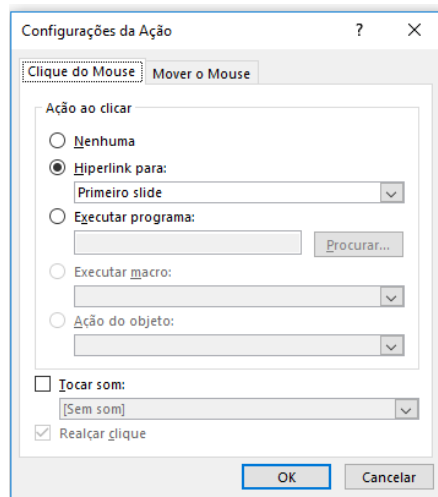 Configurações da Ação ?
Clique do Mouse Mover o Mouse
Ação ao clicar
Nenhuma
Hiperlink para:
Primeiro slide
Executar programa:
Procurar...
Executar macro:
Ação do objeto:
Tocar som:
[Sem som]
Realçar clique
OK Cancelar